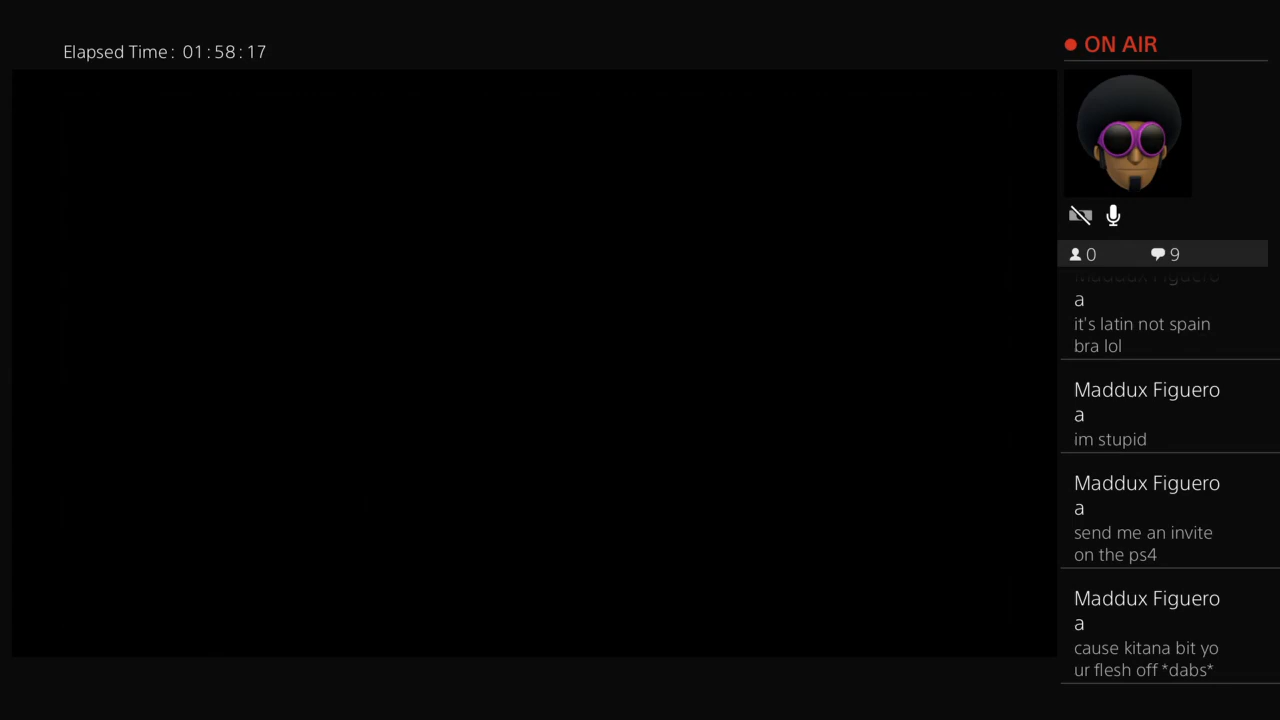 Elapsed Time: 01:58:17
ON AIR
0 9
Maddux Figuero
a
it's latin not spain
bra lol
Maddux Figuero
a
im stupid
Maddux Figuero
a
send me an invite
on the ps4
Maddux Figuero
a
cause kitana bit yo
ur flesh off *dabs*